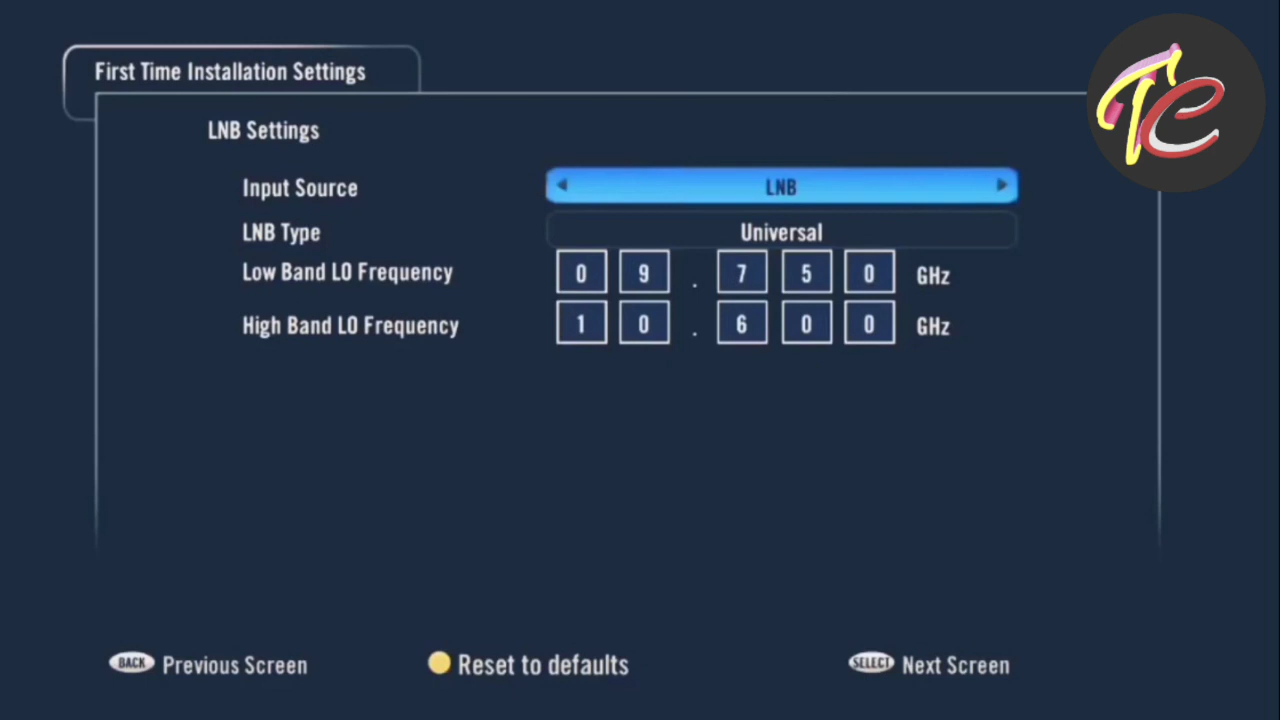 First Time Installation Settings
TC
LNB Settings
Input Source LNB
LNB Type Universal
Low Band LO Frequency 0 9 . 7 5 0 GHz
High Band LO Frequency 1 0 . 6 0 0 GHz
BACK Previous Screen Reset to defaults SELECT Next Screen